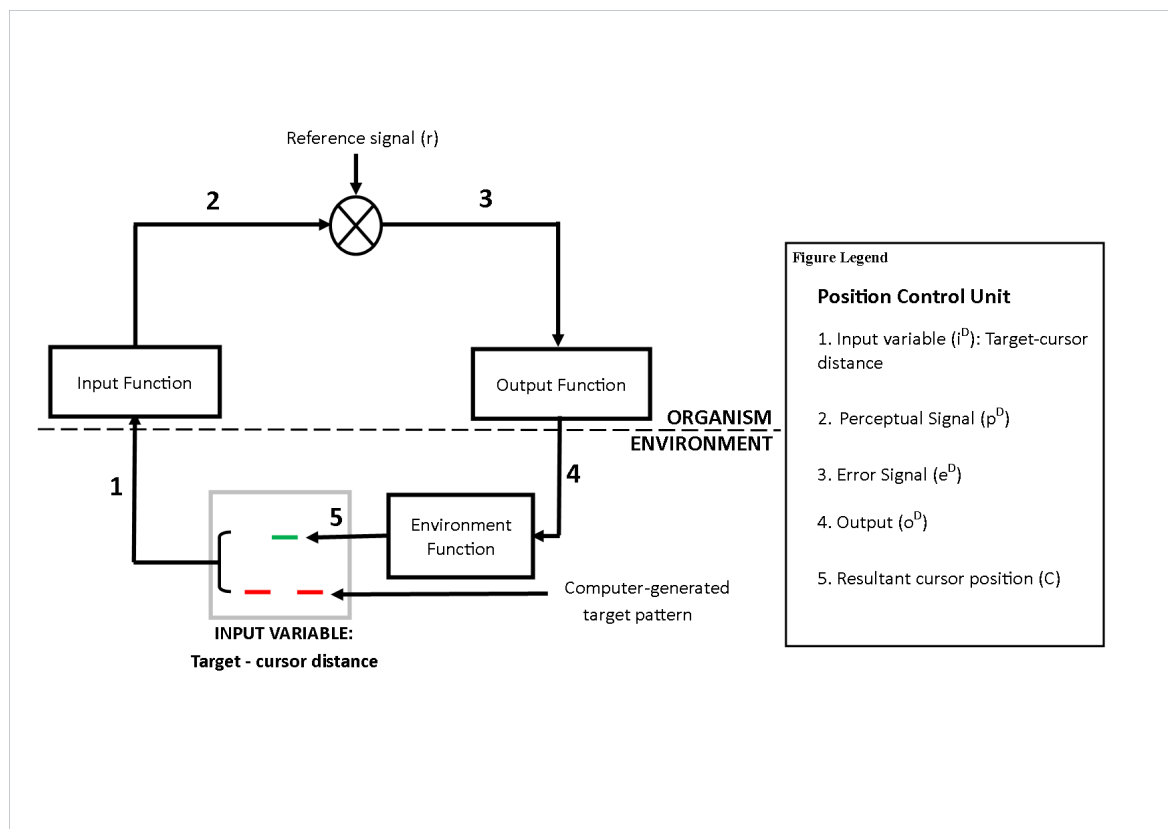 Reference signal (r)
2
3
Input Function
Output Function
ORGANISM
ENVIRONMENT
1
4
5
Environment
Function
Computer-generated
target pattern
INPUT VARIABLE:
Target - cursor distance
Figure Legend
Position Control Unit
1. Input variable (iᴰ): Target-cursor
distance
2. Perceptual Signal (pᴰ)
3. Error Signal (eᴰ)
4. Output (oᴰ)
5. Resultant cursor position (C)